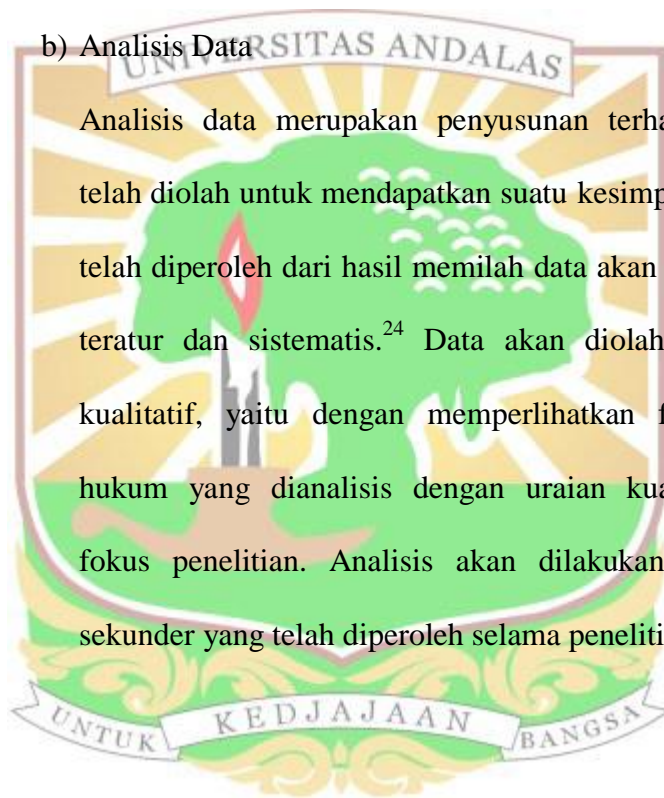 b) Analisis Data
UNIVERSITAS ANDALAS
Analisis data merupakan penyusunan terha
telah diolah untuk mendapatkan suatu kesimp
telah diperoleh dari hasil memilah data akan
teratur dan sistematis.24 Data akan diolah
kualitatif, yaitu dengan memperlihatkan f
hukum yang dianalisis dengan uraian kua
fokus penelitian. Analisis akan dilakukan
sekunder yang telah diperoleh selama peneliti
UNTUK KEDJAJAAN BANGSA